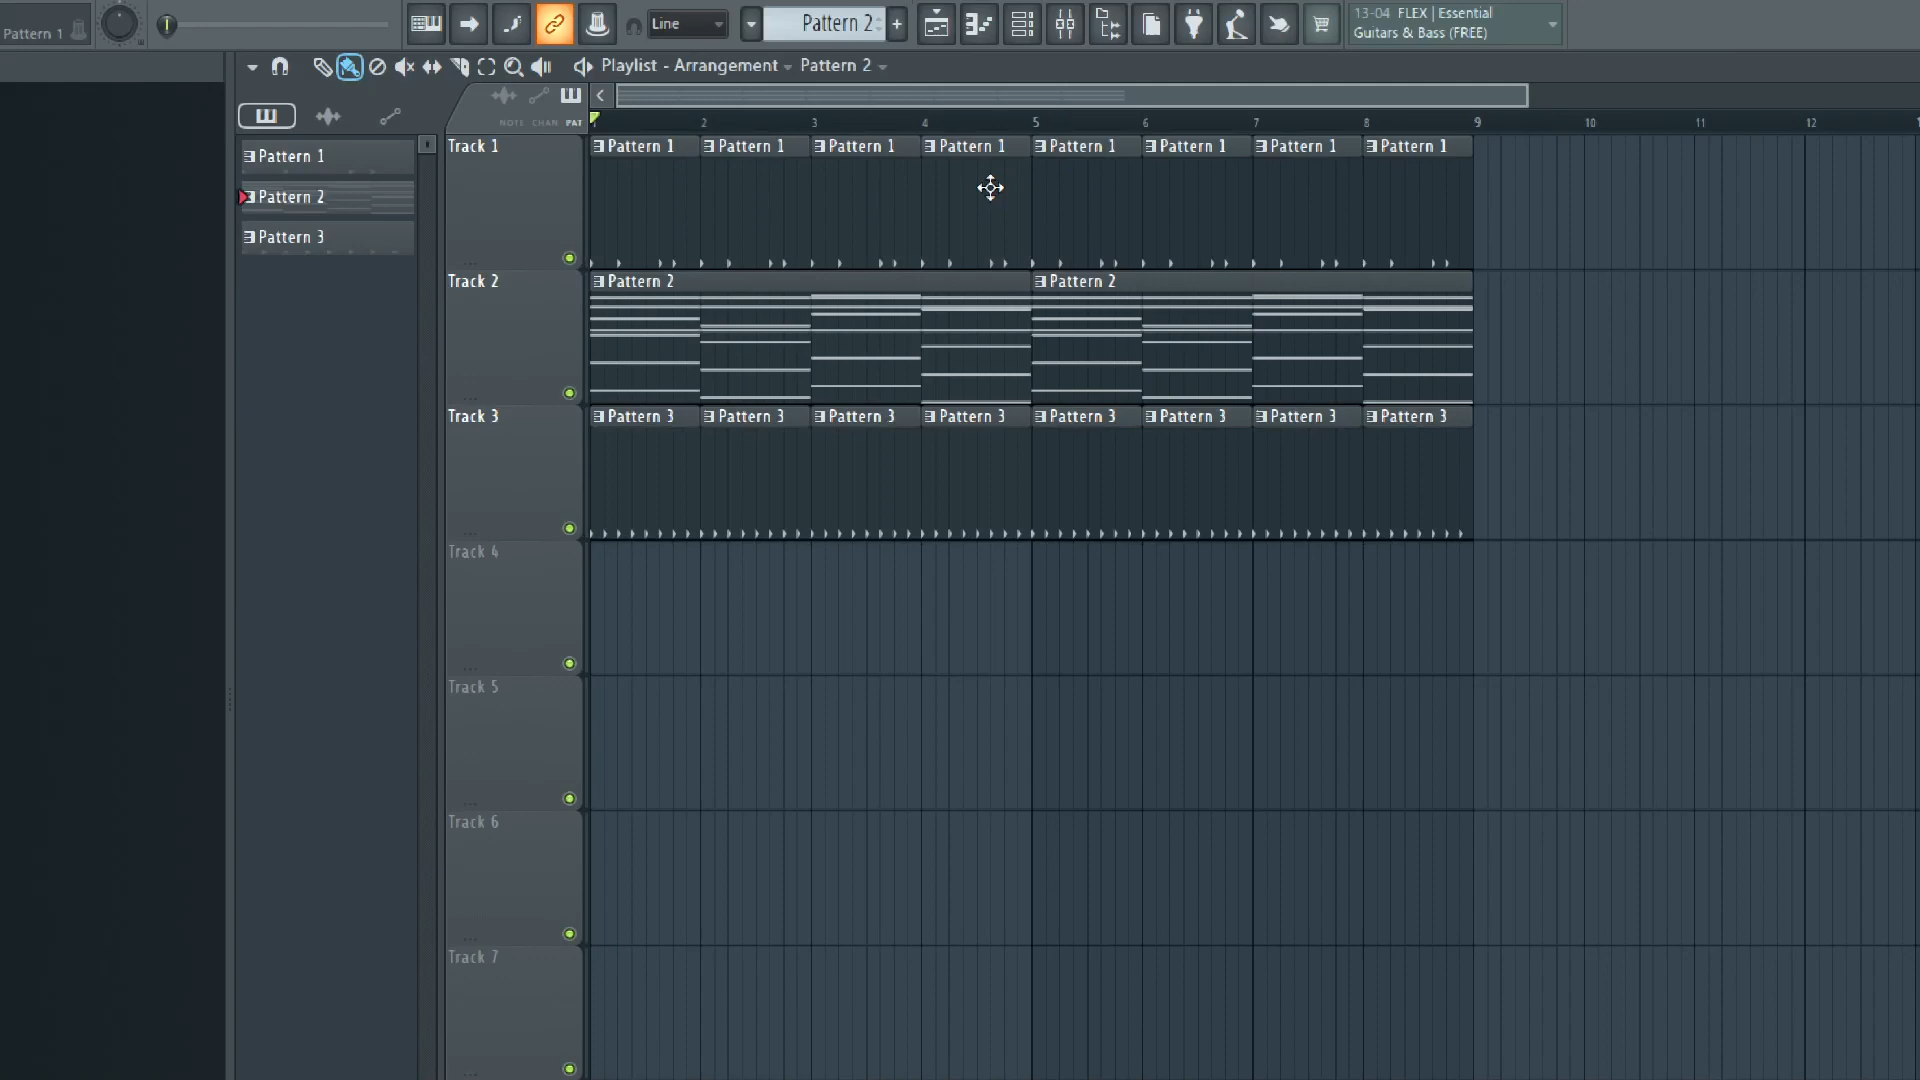 Pattern 1
Line
Pattern 2
+
13-04 FLEX | Essential
Guitars & Bass (FREE)
Playlist - Arrangement
Pattern 2
NOTE CHAN PAT
1 2 3 4 5 6 7 8 9 10 11 12
Pattern 1
Pattern 2
Pattern 3
Track 1
Pattern 1 Pattern 1 Pattern 1 Pattern 1 Pattern 1 Pattern 1 Pattern 1 Pattern 1
Track 2
Pattern 2 Pattern 2
Track 3
Pattern 3 Pattern 3 Pattern 3 Pattern 3 Pattern 3 Pattern 3 Pattern 3 Pattern 3
Track 4
Track 5
Track 6
Track 7